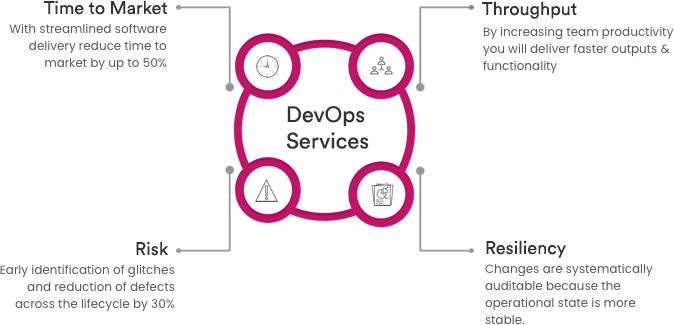 Time to Market
With streamlined software
delivery reduce time to
market by up to 50%
Throughput
By increasing team productivity
you will deliver faster outputs &
functionality
DevOps
Services
Risk
Early identification of glitches
and reduction of defects
across the lifecycle by 30%
Resiliency
Changes are systematically
auditable because the
operational state is more
stable.